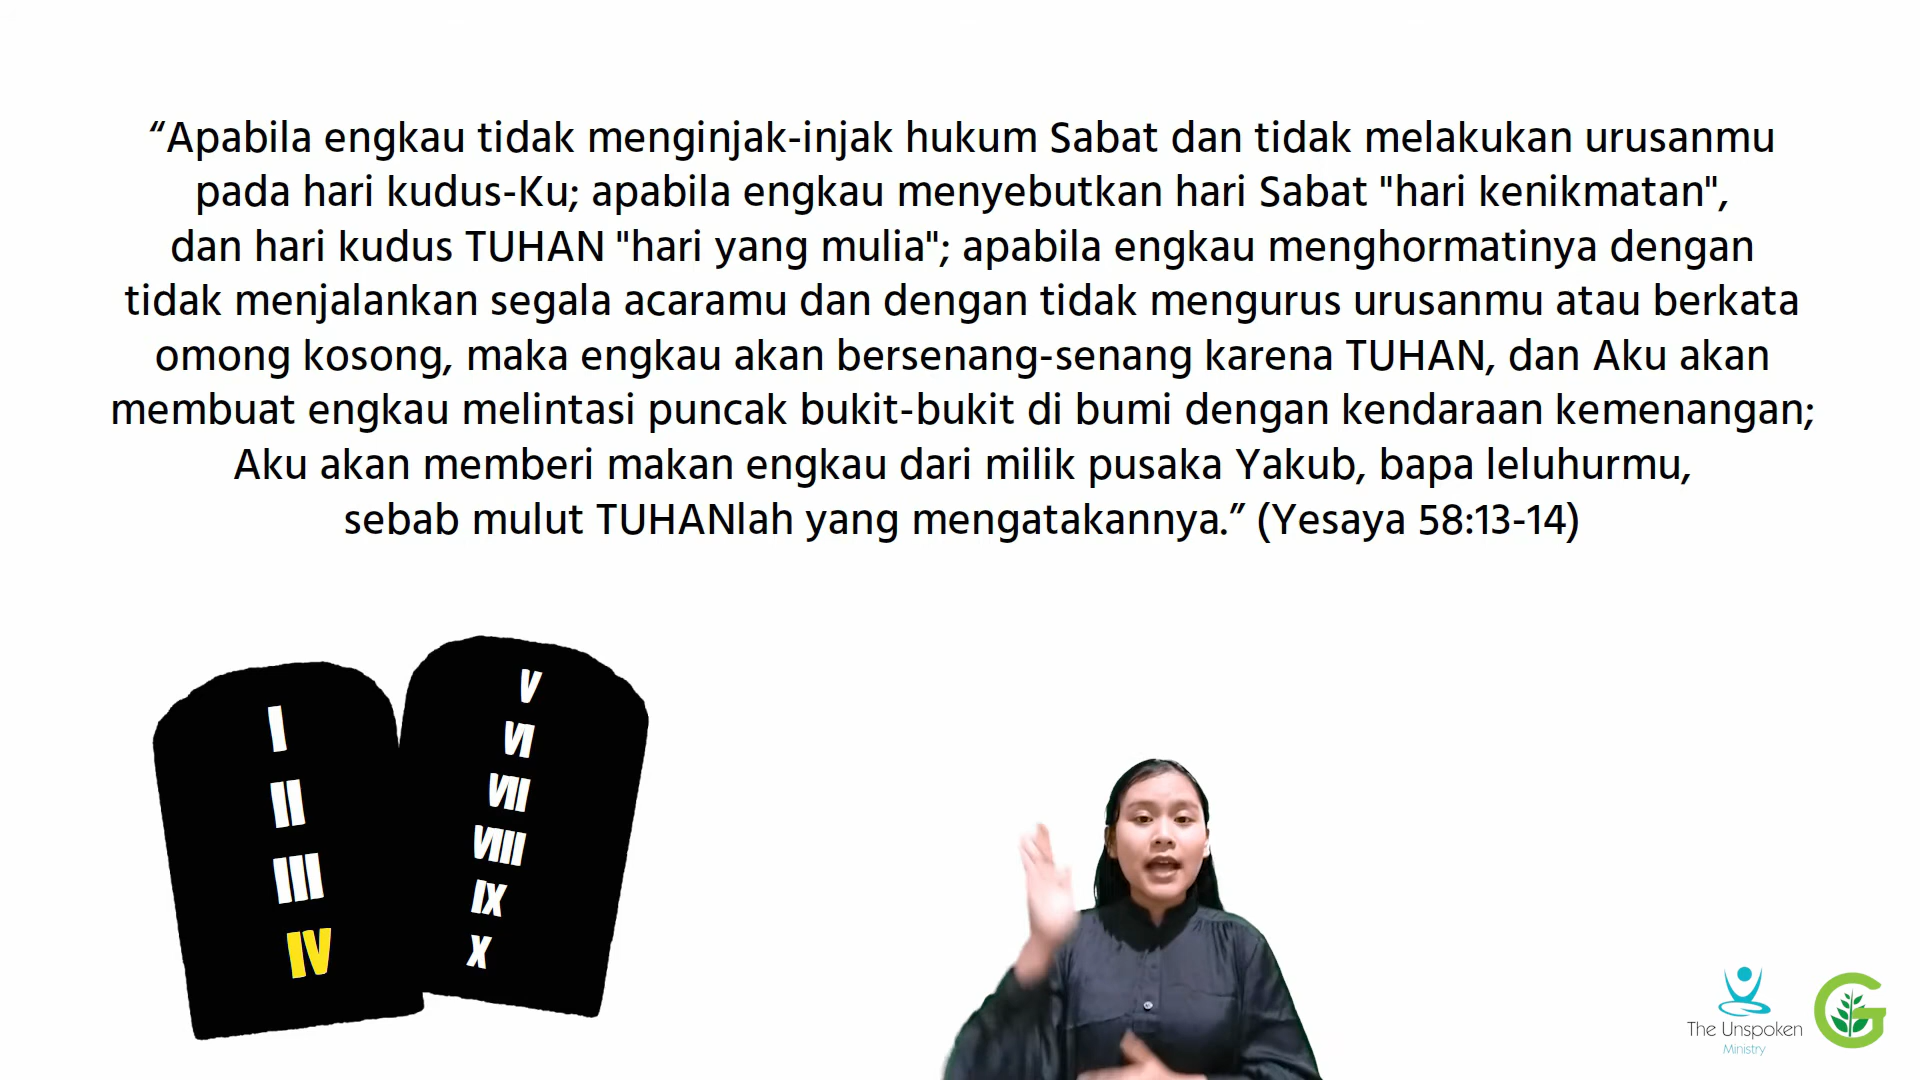 “Apabila engkau tidak menginjak-injak hukum Sabat dan tidak melakukan urusanmu
pada hari kudus-Ku; apabila engkau menyebutkan hari Sabat "hari kenikmatan",
dan hari kudus TUHAN "hari yang mulia"; apabila engkau menghormatinya dengan
tidak menjalankan segala acaramu dan dengan tidak mengurus urusanmu atau berkata
omong kosong, maka engkau akan bersenang-senang karena TUHAN, dan Aku akan
membuat engkau melintasi puncak bukit-bukit di bumi dengan kendaraan kemenangan;
Aku akan memberi makan engkau dari milik pusaka Yakub, bapa leluhurmu,
sebab mulut TUHANlah yang mengatakannya.” (Yesaya 58:13-14)
I
II
III
IV
V
VI
VII
VIII
IX
X
The Unspoken
Ministry
G